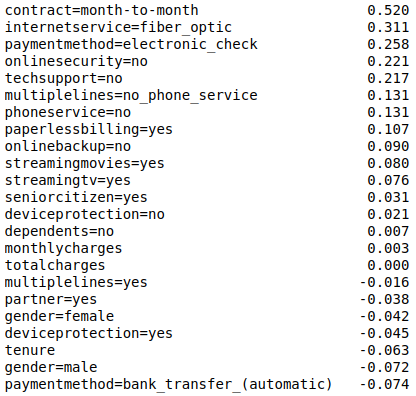 contract=month-to-month 0.520
internetservice=fiber_optic 0.311
paymentmethod=electronic_check 0.258
onlinesecurity=no 0.221
techsupport=no 0.217
multiplelines=no_phone_service 0.131
phoneservice=no 0.131
paperlessbilling=yes 0.107
onlinebackup=no 0.090
streamingmovies=yes 0.080
streamingtv=yes 0.076
seniorcitizen=yes 0.031
deviceprotection=no 0.021
dependents=no 0.007
monthlycharges 0.003
totalcharges 0.000
multiplelines=yes -0.016
partner=yes -0.038
gender=female -0.042
deviceprotection=yes -0.045
tenure -0.063
gender=male -0.072
paymentmethod=bank_transfer_(automatic) -0.074